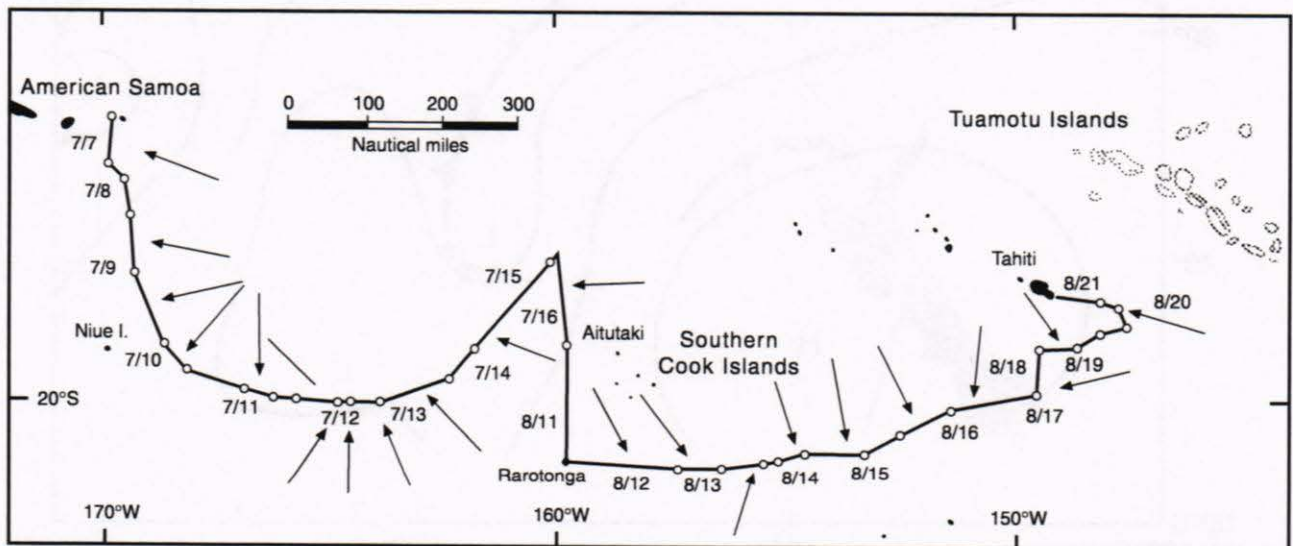 American Samoa
0 100 200 300
Nautical miles
Tuamotu Islands
7/7
7/8
7/9
Niue I.
7/10
20°S
7/11
7/12
7/13
7/14
7/15
7/16
Aitutaki
8/11
Rarotonga
Southern
Cook Islands
8/12
8/13
8/14
8/15
8/16
8/17
8/18
8/19
Tahiti
8/21
8/20
170°W
160°W
150°W